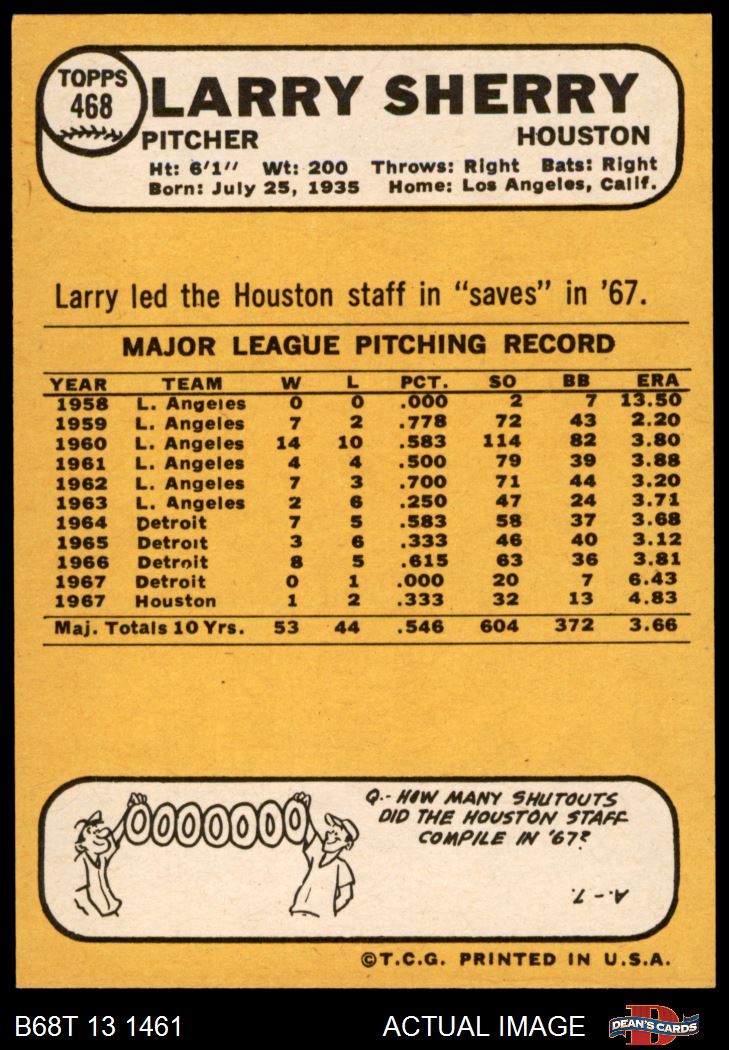 TOPPS
468
LARRY SHERRY
PITCHER HOUSTON
Ht: 6'1" Wt: 200 Throws: Right Bats: Right
Born: July 25, 1935 Home: Los Angeles, Calif.
Larry led the Houston staff in "saves" in '67.
MAJOR LEAGUE PITCHING RECORD
YEAR TEAM W L PCT. SO BB ERA
1958 L. Angeles 0 0 .000 2 7 13.50
1959 L. Angeles 7 2 .778 72 43 2.20
1960 L. Angeles 14 10 .583 114 82 3.80
1961 L. Angeles 4 4 .500 79 39 3.88
1962 L. Angeles 7 3 .700 71 44 3.20
1963 L. Angeles 2 6 .250 47 24 3.71
1964 Detroit 7 5 .583 58 37 3.68
1965 Detroit 3 6 .333 46 40 3.12
1966 Detroit 8 5 .615 63 36 3.81
1967 Detroit 0 1 .000 20 7 6.43
1967 Houston 1 2 .333 32 13 4.83
Maj. Totals 10 Yrs. 53 44 .546 604 372 3.66
0000000
Q.- HOW MANY SHUTOUTS
DID THE HOUSTON STAFF
COMPILE IN '67?
A.- 7.
©T.C.G. PRINTED IN U.S.A.
B68T 13 1461 ACTUAL IMAGE D DEAN'S CARDS